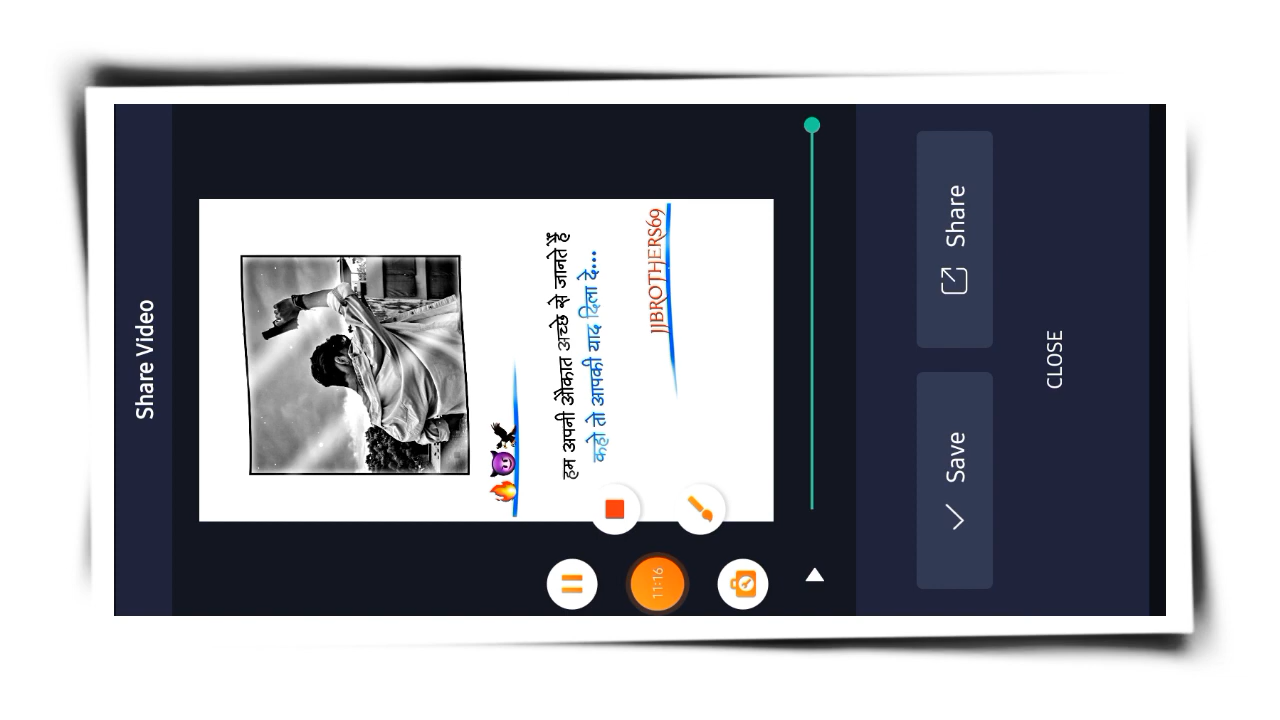 Share Video
हम अपनी औकात अच्छे से जानते हैं
कहो तो आपकी याद दिला दे...
JJBROTHERS69
11:16
Save
Share
CLOSE